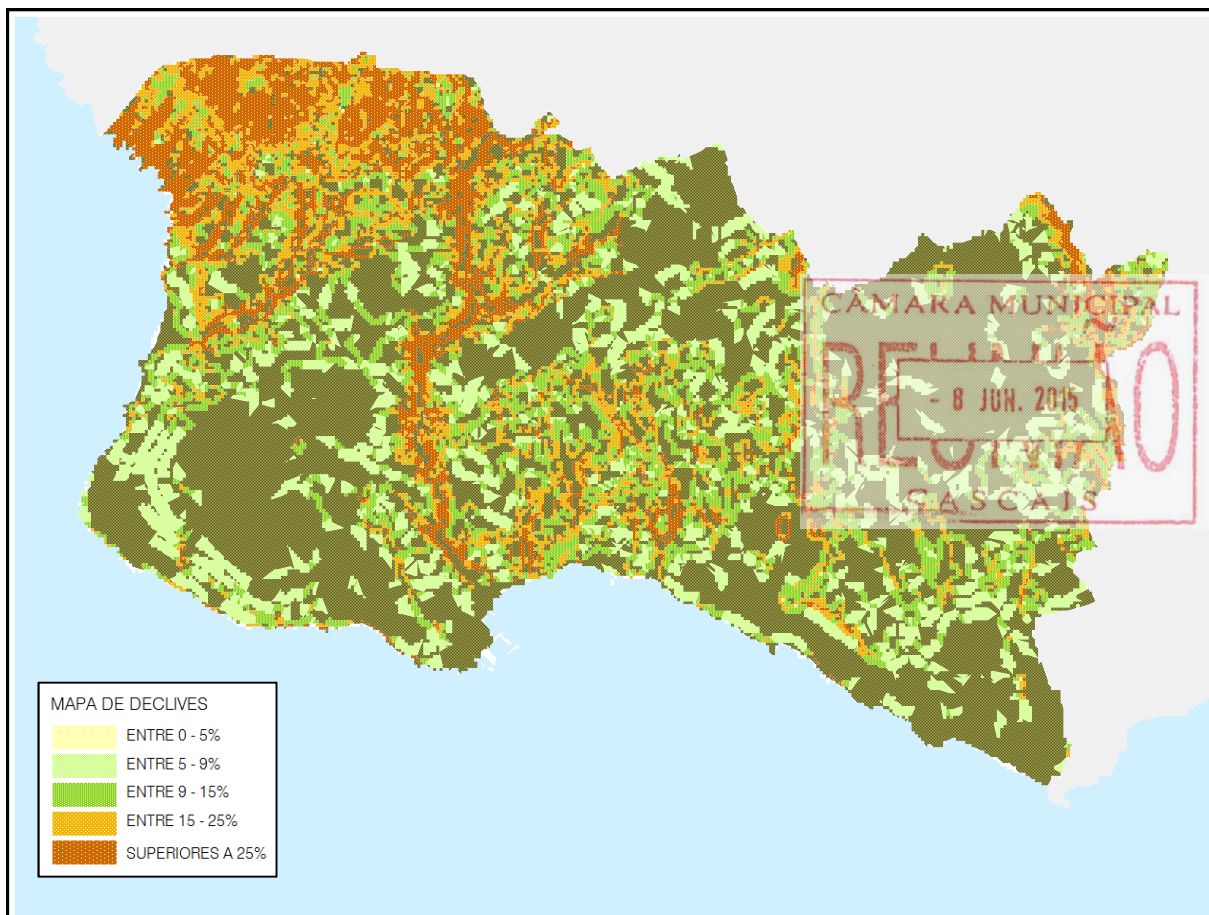 CÂMARA MUNICIPAL
REUNIÃO
- 8 JUN. 2015
CASCAIS
MAPA DE DECLIVES
ENTRE 0 - 5%
ENTRE 5 - 9%
ENTRE 9 - 15%
ENTRE 15 - 25%
SUPERIORES A 25%